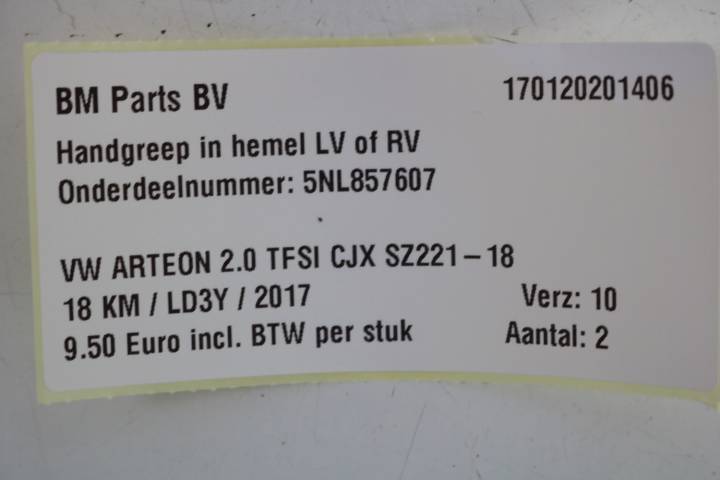 BM Parts BV 170120201406
Handgreep in hemel LV of RV
Onderdeelnummer: 5NL857607
VW ARTEON 2.0 TFSI CJX SZ221-18
18 KM / LD3Y / 2017 Verz: 10
9.50 Euro incl. BTW per stuk Aantal: 2